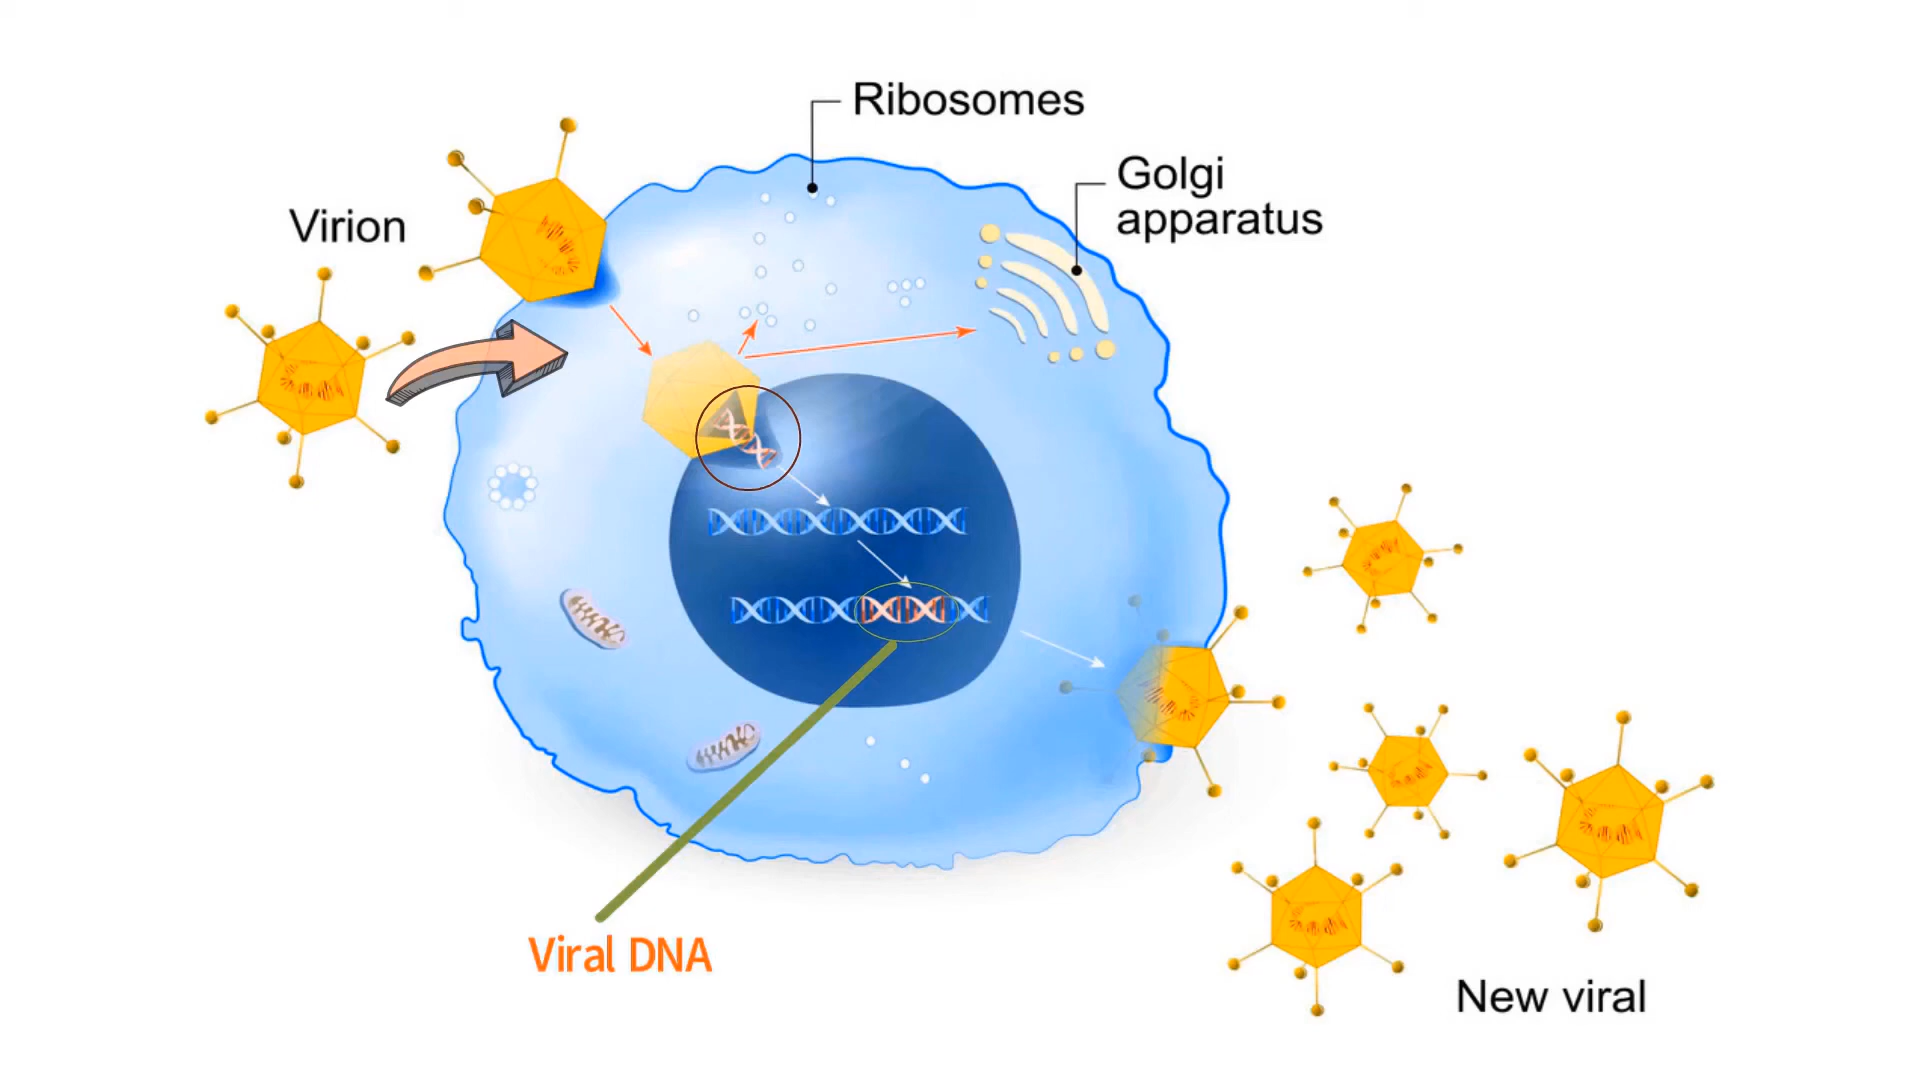 Ribosomes
Golgi
apparatus
Virion
Viral DNA
New viral